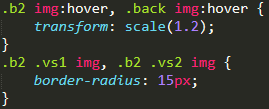 .b2 img:hover, .back img:hover {
transform: scale(1.2);
}
.b2 .vs1 img, .b2 .vs2 img {
border-radius: 15px;
}